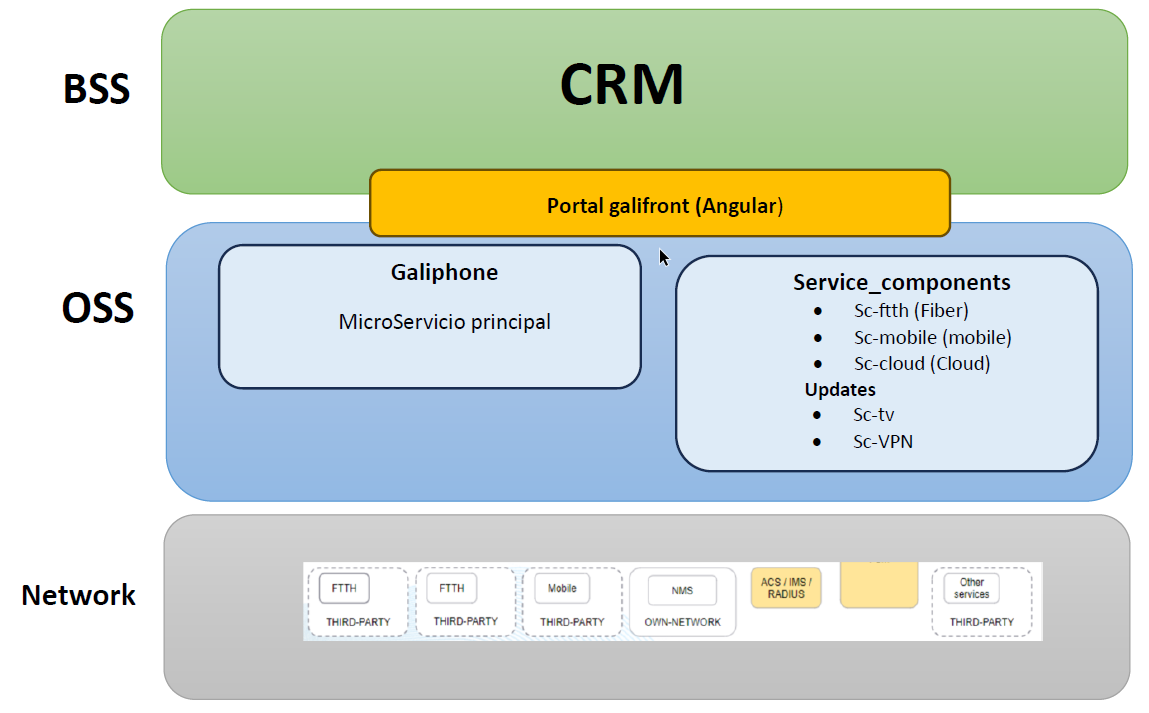 BSS
CRM
Portal galifront (Angular)
OSS
Galiphone
MicroServicio principal
Service_components
• Sc-ftth (Fiber)
• Sc-mobile (mobile)
• Sc-cloud (Cloud)
Updates
• Sc-tv
• Sc-VPN
Network
FTTH
THIRD-PARTY
FTTH
THIRD-PARTY
Mobile
THIRD-PARTY
NMS
OWN-NETWORK
ACS / IMS /
RADIUS
Other
services
THIRD-PARTY